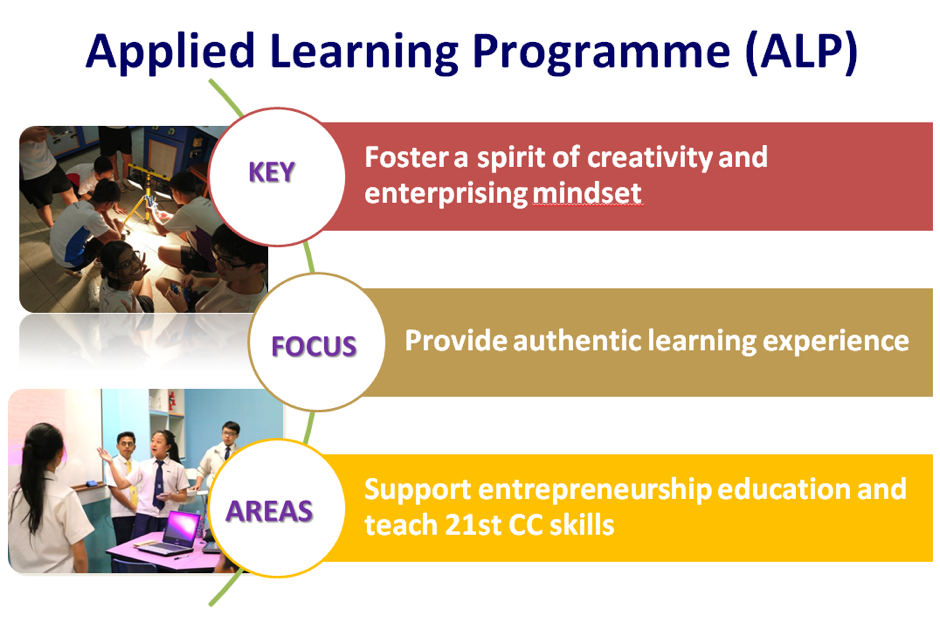 Applied Learning Programme (ALP)
KEY
Foster a spirit of creativity and
enterprising mindset
FOCUS
Provide authentic learning experience
AREAS
Support entrepreneurship education and
teach 21st CC skills